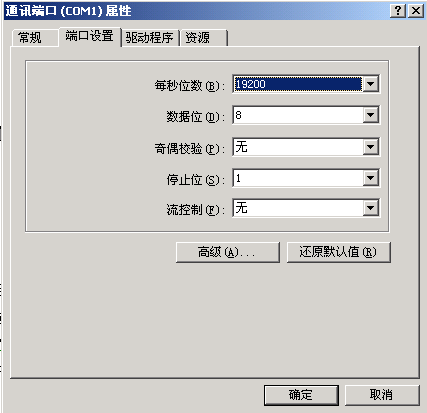 通讯端口 (COM1) 属性
常规 端口设置 驱动程序 资源
每秒位数(B): 19200
数据位(D): 8
奇偶校验(P): 无
停止位(S): 1
流控制(F): 无
高级(A)... 还原默认值(R)
确定 取消